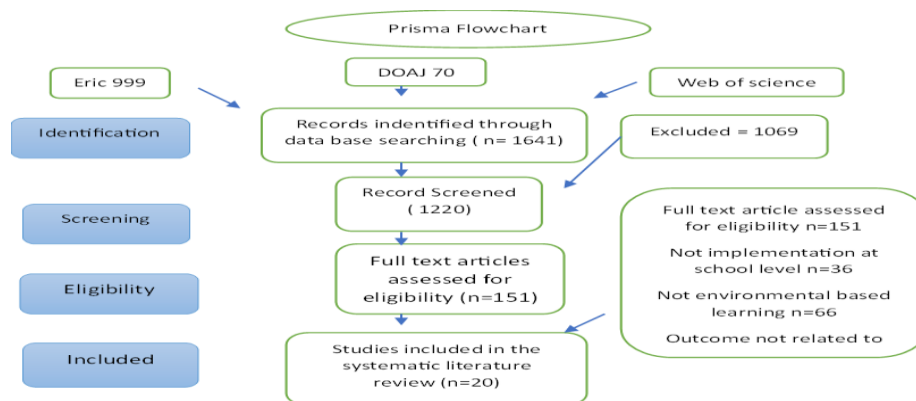 Prisma Flowchart
Eric 999
DOAJ 70
Web of science
Identification
Records indentified through
data base searching ( n= 1641)
Excluded = 1069
Screening
Record Screened
( 1220)
Eligibility
Full text articles
assessed for
eligibility (n=151)
Full text article assessed
for eligibility n=151
Not implementation at
school level n=36
Not environmental based
learning n=66
Outcome not related to
Included
Studies included in the
systematic literature
review (n=20)